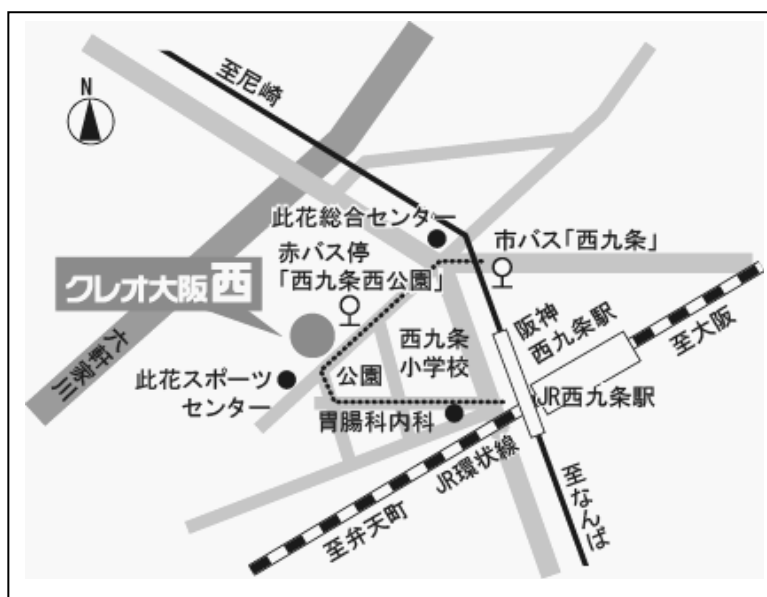 N
至尼崎
此花総合センター
市バス「西九条」
赤バス停
「西九条西公園」
クレオ大阪西
阪神
西九条駅
至大阪
六軒家川
西九条
小学校
公園
此花スポーツ
センター
JR西九条駅
胃腸科内科
JR環状線
至弁天町
至なんば